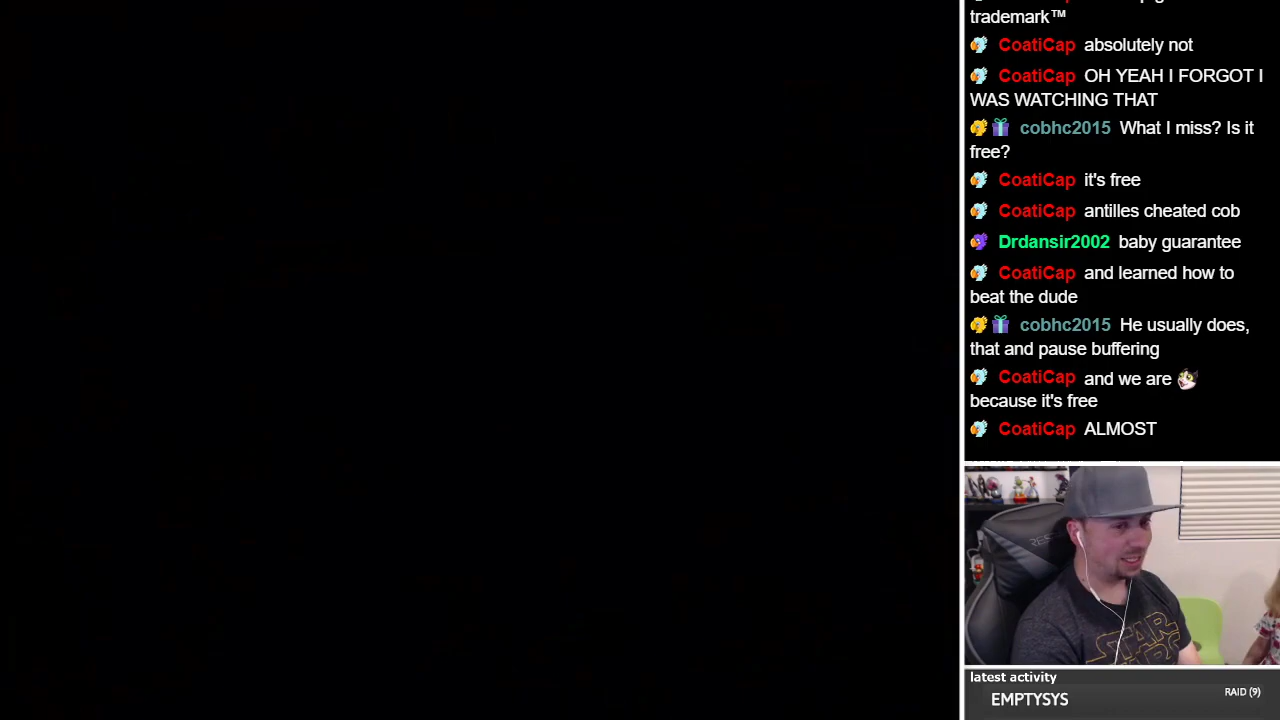 trademark™
CoatiCap absolutely not
CoatiCap OH YEAH I FORGOT I
WAS WATCHING THAT
cobhc2015 What I miss? Is it
free?
CoatiCap it's free
CoatiCap antilles cheated cob
Drdansir2002 baby guarantee
CoatiCap and learned how to
beat the dude
cobhc2015 He usually does,
that and pause buffering
CoatiCap and we are
because it's free
CoatiCap ALMOST
STAR
WARS
latest activity
EMPTYSYS
RAID (9)